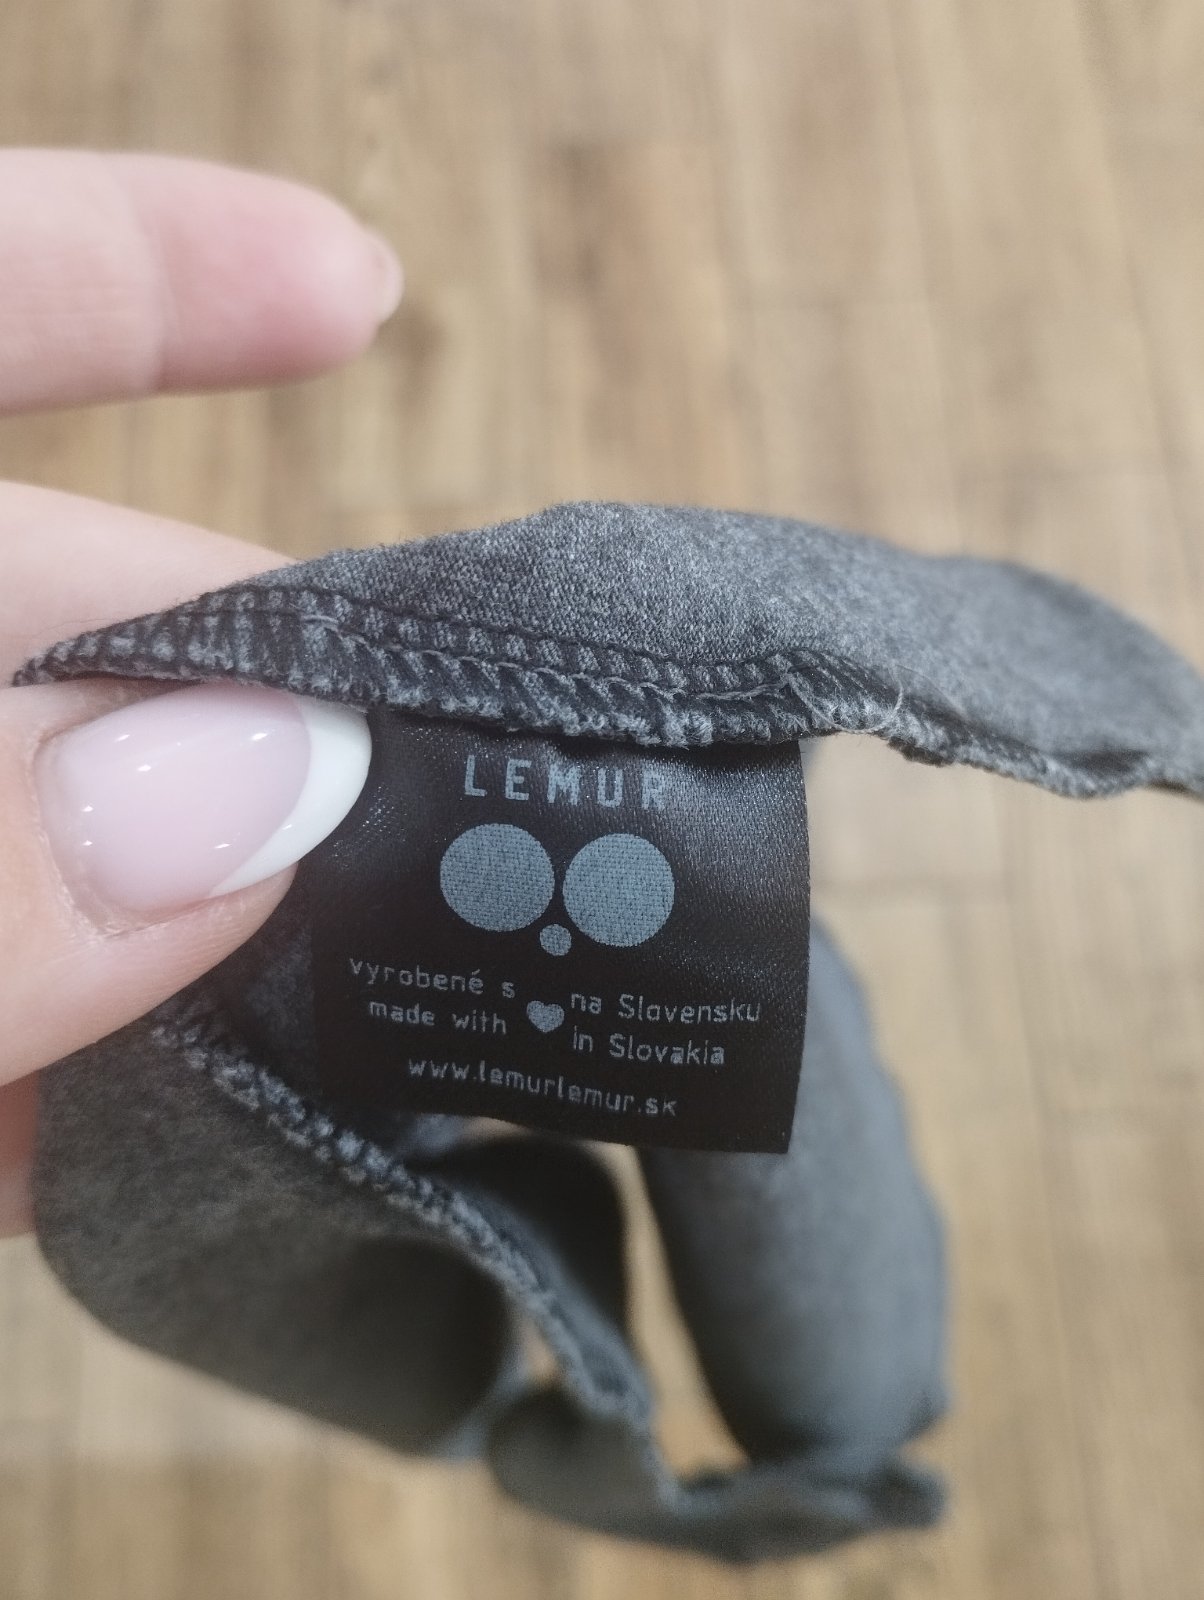 LEMUR
vyrobené s ♥ na Slovensku
made with ♥ in Slovakia
www.lemurlemur.sk